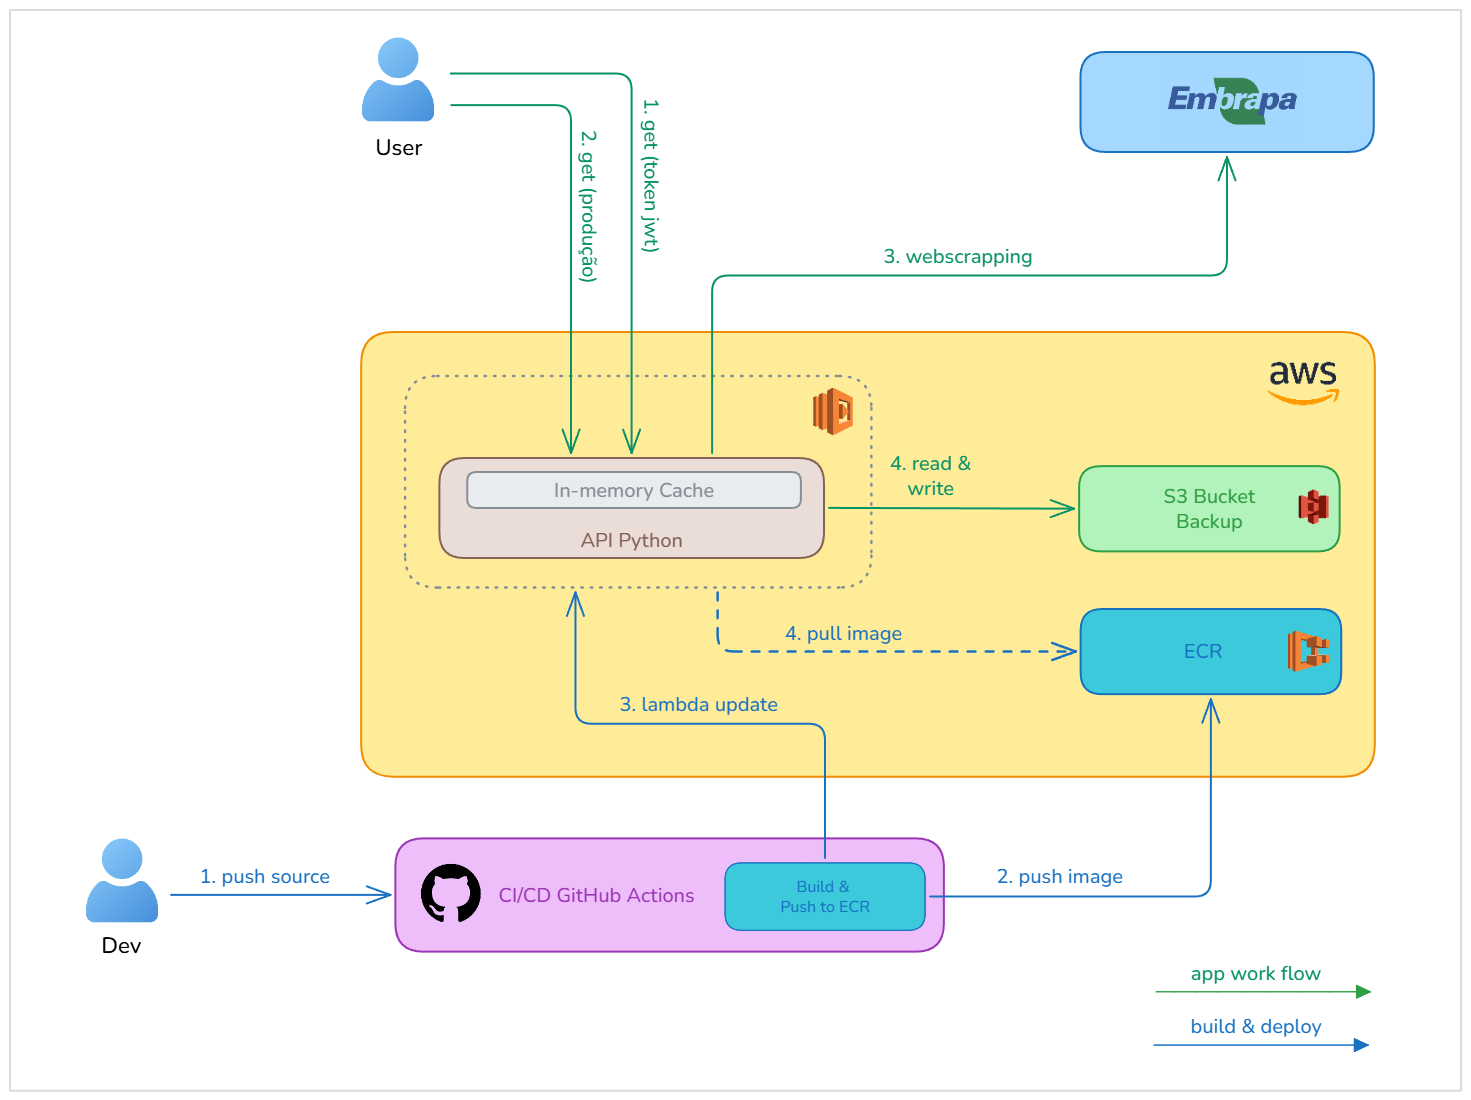 User
1. get (token jwt)
2. get (produção)
Embrapa
3. webscrapping
aws
In-memory Cache
API Python
4. read &
write
S3 Bucket
Backup
4. pull image
ECR
3. lambda update
Dev
1. push source
CI/CD GitHub Actions
Build &
Push to ECR
2. push image
app work flow
build & deploy